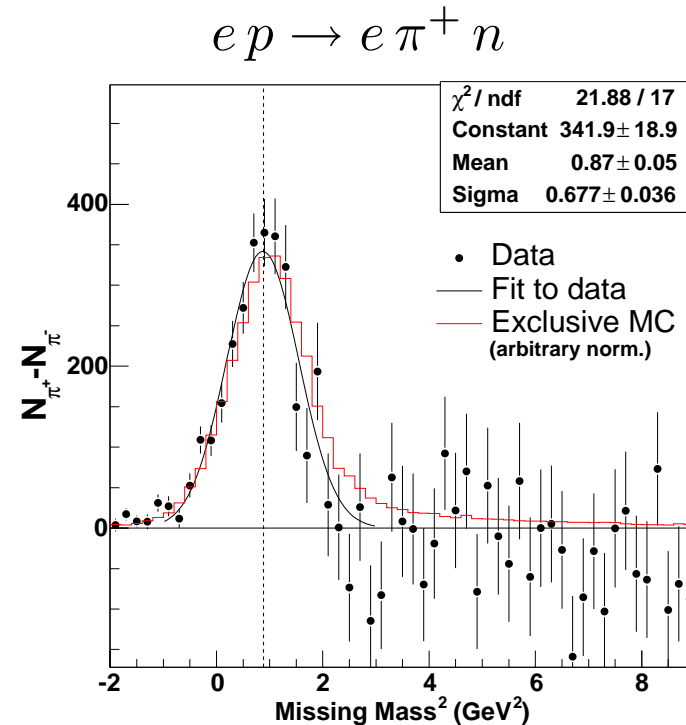 e p → e π⁺ n
χ² / ndf 21.88 / 17
Constant 341.9 ± 18.9
Mean 0.87 ± 0.05
Sigma 0.677 ± 0.036
Data
Fit to data
Exclusive MC
(arbitrary norm.)
N_π⁺-N_π⁻
400
200
0
-2 0 2 4 6 8
Missing Mass² (GeV²)